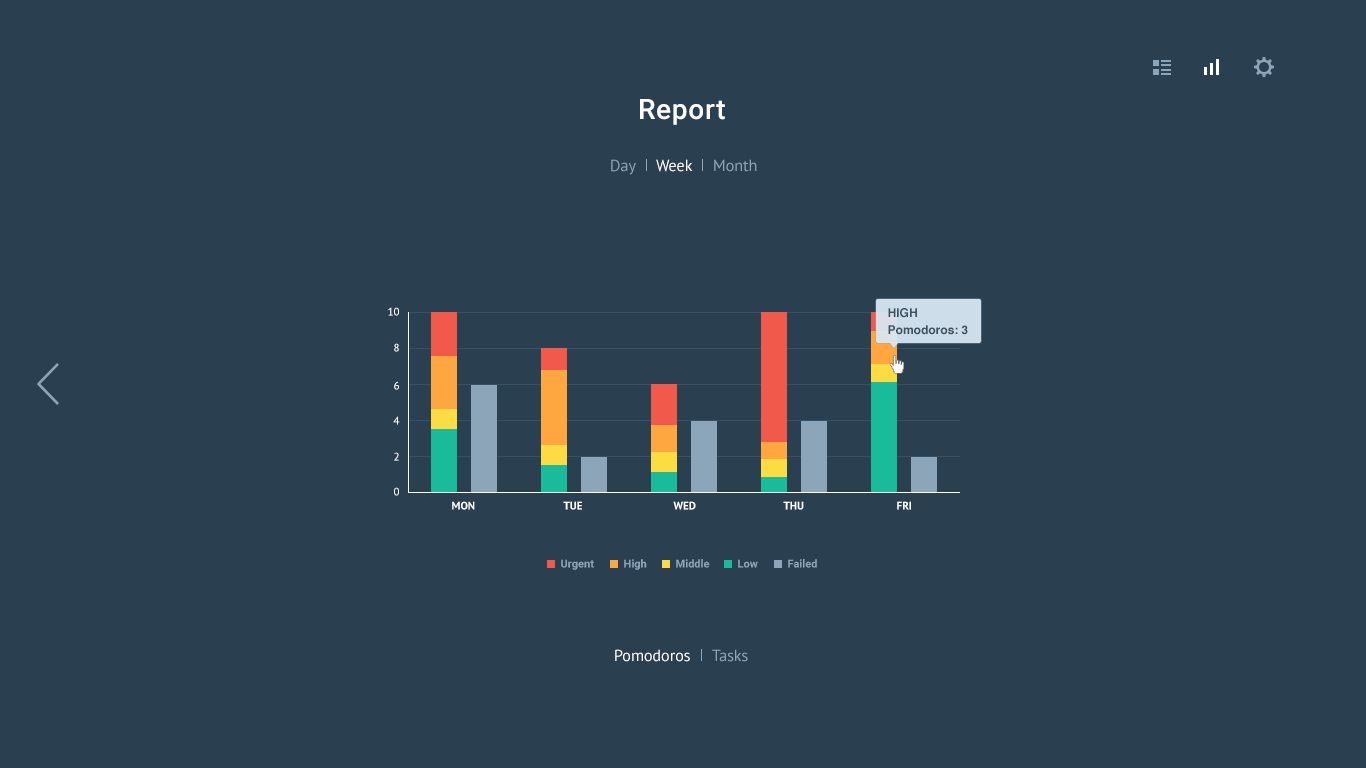 Report
Day | Week | Month
HIGH
Pomodoros: 3
10
8
6
4
2
0
MON TUE WED THU FRI
Urgent High Middle Low Failed
Pomodoros | Tasks